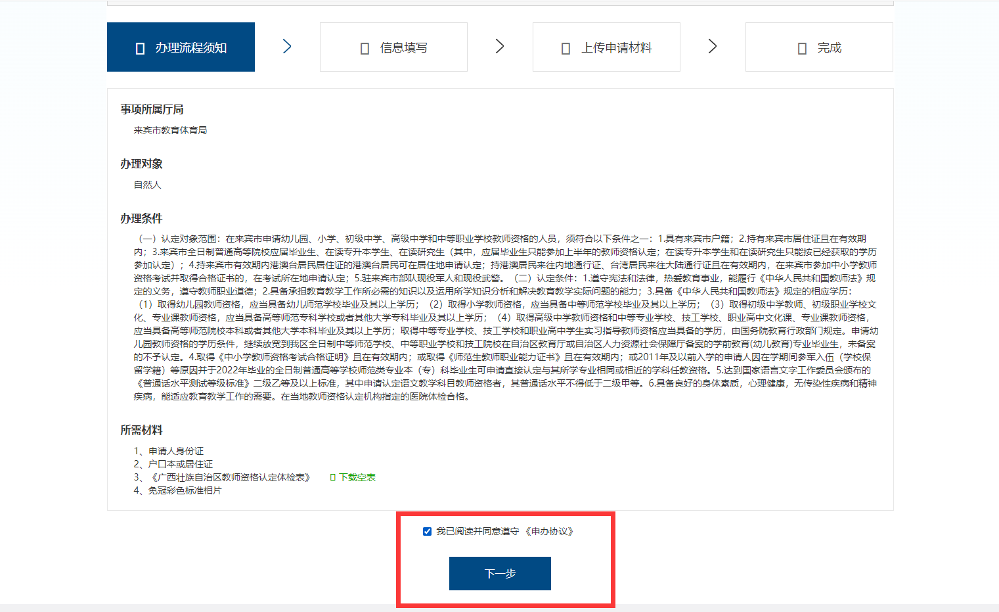 办理流程须知
信息填写
上传申请材料
完成
事项所属厅局
来宾市教育体育局
办理对象
自然人
办理条件
（一）认定对象范围：在来宾市申请幼儿园、小学、初级中学、高级中学和中等职业学校教师资格的人员，须符合以下条件之一：1.具有来宾市户籍；2.持有来宾市居住证且在有效期
内；3.来宾市全日制普通高等院校应届毕业生、在读专升本学生、在读研究生（其中，应届毕业生只能参加上半年的教师资格认定；在读专升本学生和在读研究生只能按已经获取的学历
参加认定）；4.持来宾市有效期内港澳台居民居住证的港澳台居民可在居住地申请认定；持港澳居民来往内地通行证、台湾居民来往大陆通行证且在有效期内，在来宾市参加中小学教师
资格考试并取得合格证书的，在考试所在地申请认定；5.驻来宾市部队现役军人和现役武警。（二）认定条件：1.遵守宪法和法律，热爱教育事业，能履行《中华人民共和国教师法》规
定的义务，遵守教师职业道德；2.具备承担教育教学工作所必需的知识以及运用所学知识分析和解决教育教学实际问题的能力；3.具备《中华人民共和国教师法》规定的相应学历：
（1）取得幼儿园教师资格，应当具备幼儿师范学校毕业及其以上学历；（2）取得小学教师资格，应当具备中等师范学校毕业及其以上学历；（3）取得初级中学教师、初级职业学校文
化、专业课教师资格，应当具备高等师范专科学校或者其他大学专科毕业及其以上学历；（4）取得高级中学教师资格和中等专业学校、技工学校、职业高中文化课、专业课教师资格，
应当具备高等师范院校本科或者其他大学本科毕业及其以上学历；取得中等专业学校、技工学校和职业高中学生实习指导教师资格应当具备的学历，由国务院教育行政部门规定。申请幼
儿园教师资格的学历条件，继续放宽到我区全日制中等师范学校、中等职业学校和技工院校在自治区教育厅或自治区人力资源社会保障厅备案的学前教育(幼儿教育)专业毕业生，未备案
的不予认定。4.取得《中小学教师资格考试合格证明》且在有效期内；或取得《师范生教师职业能力证书》且在有效期内；或2011年及以前入学的申请人因在学期间参军入伍（学校保
留学籍）等原因并于2022年毕业的全日制普通高等学校师范类专业本（专）科毕业生可申请直接认定与其所学专业相同或相近的学科任教资格。5.达到国家语言文字工作委员会颁布的
《普通话水平测试等级标准》二级乙等及以上标准，其中申请认定语文教学科目教师资格者，其普通话水平不得低于二级甲等。6.具备良好的身体素质，心理健康，无传染性疾病和精神
疾病，能适应教育教学工作的需要。在当地教师资格认定机构指定的医院体检合格。
所需材料
1、申请人身份证
2、户口本或居住证
3、《广西壮族自治区教师资格认定体检表》 下载空表
4、免冠彩色标准相片
我已阅读并同意遵守《申办协议》
下一步